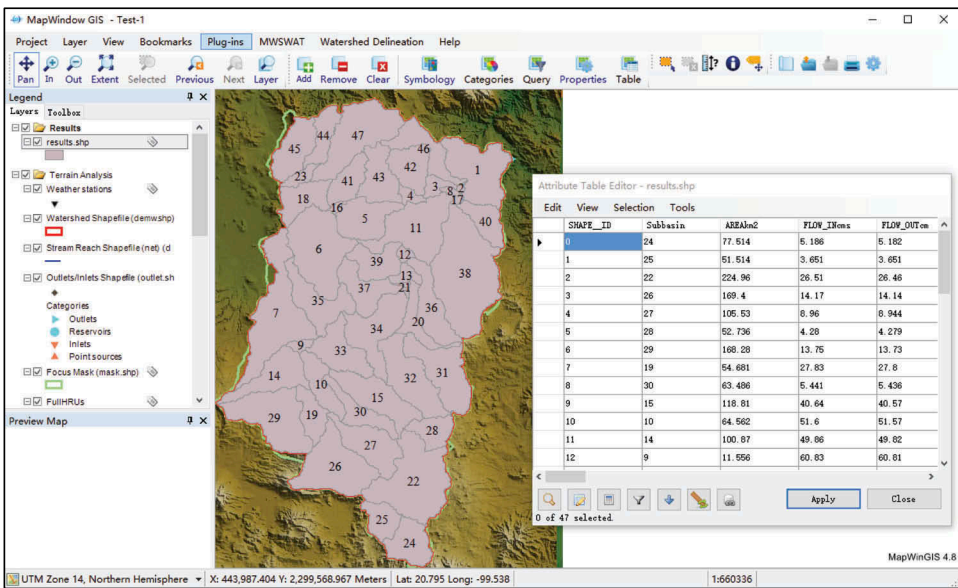 MapWindow GIS - Test-1
Project Layer View Bookmarks Plug-ins MWSWAT Watershed Delineation Help
Pan In Out Extent Selected Previous Next Layer Add Remove Clear Symbology Categories Query Properties Table
Legend
Layers Toolbox
Results
results.shp
Terrain Analysis
Weather stations
Watershed Shapefile (demw.shp)
Stream Reach Shapefile (net) (d
Outlets/Inlets Shapefile (outlet.sh
Categories
Outlets
Reservoirs
Inlets
Point sources
Focus Mask (mask.shp)
FullHRUs
Preview Map
44 47
45 46
42 1
23 41 43 3 8 2
18 4 17
16 5 11 40
6 12
39 38
13
37 21
35 36
7 20
34
9 33
14 32 31
10
15
29 19 30
28
27
26
22
25
24
Attribute Table Editor - results.shp
Edit View Selection Tools
SHAPE__ID Subbasin AREAkm2 FLOW_INcms FLOW_OUTcm
0 24 77.514 5.186 5.182
1 25 51.514 3.651 3.651
2 22 224.96 26.51 26.46
3 26 169.4 14.17 14.14
4 27 105.53 8.96 8.944
5 28 52.736 4.28 4.279
6 29 168.28 13.75 13.73
7 19 54.681 27.83 27.8
8 30 63.486 5.441 5.436
9 15 118.81 40.64 40.57
10 10 64.562 51.6 51.57
11 14 100.87 49.86 49.82
12 9 11.556 60.83 60.81
Apply Close
0 of 47 selected
MapWinGIS 4.8
UTM Zone 14, Northern Hemisphere X: 443,987.404 Y: 2,299,568.967 Meters Lat: 20.795 Long: -99.538 1:660336